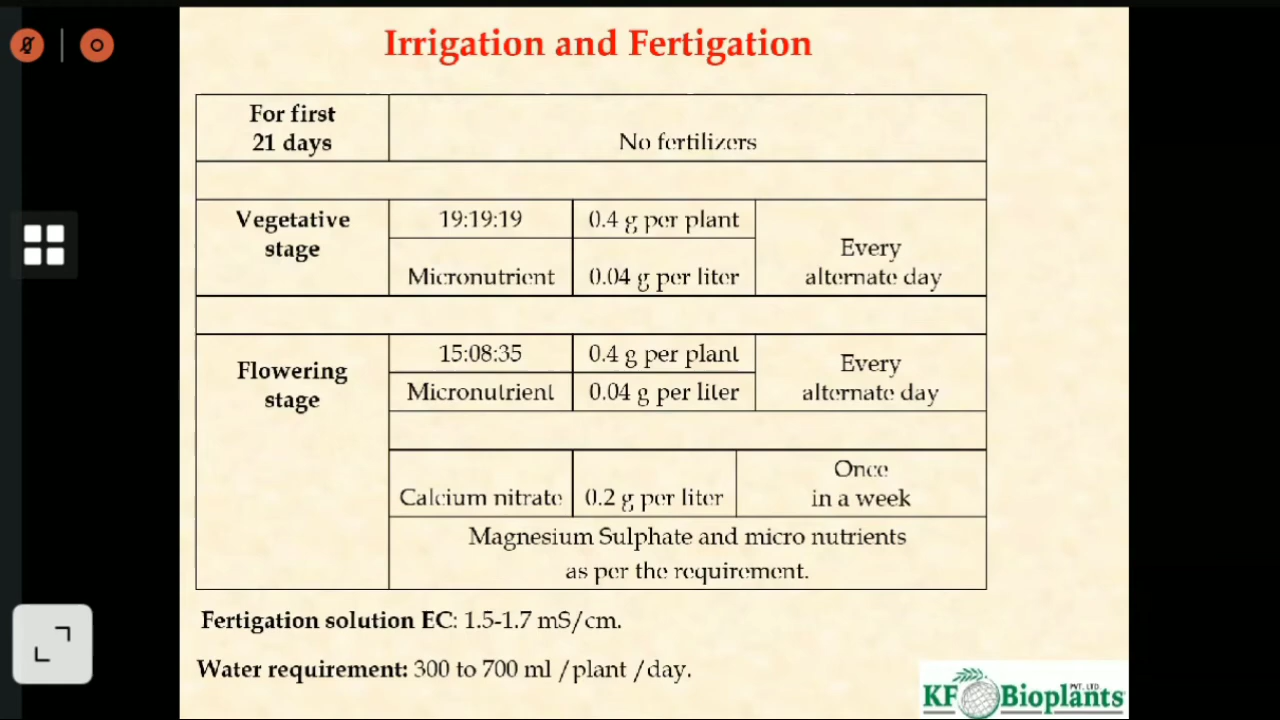 Irrigation and Fertigation
For first
21 days
No fertilizers
Vegetative
stage
19:19:19
0.4 g per plant
Micronutrient
0.04 g per liter
Every
alternate day
Flowering
stage
15:08:35
0.4 g per plant
Micronutrient
0.04 g per liter
Every
alternate day
Calcium nitrate
0.2 g per liter
Once
in a week
Magnesium Sulphate and micro nutrients
as per the requirement.
Fertigation solution EC: 1.5-1.7 mS/cm.
Water requirement: 300 to 700 ml /plant /day.
KF Bioplants PVT. LTD.